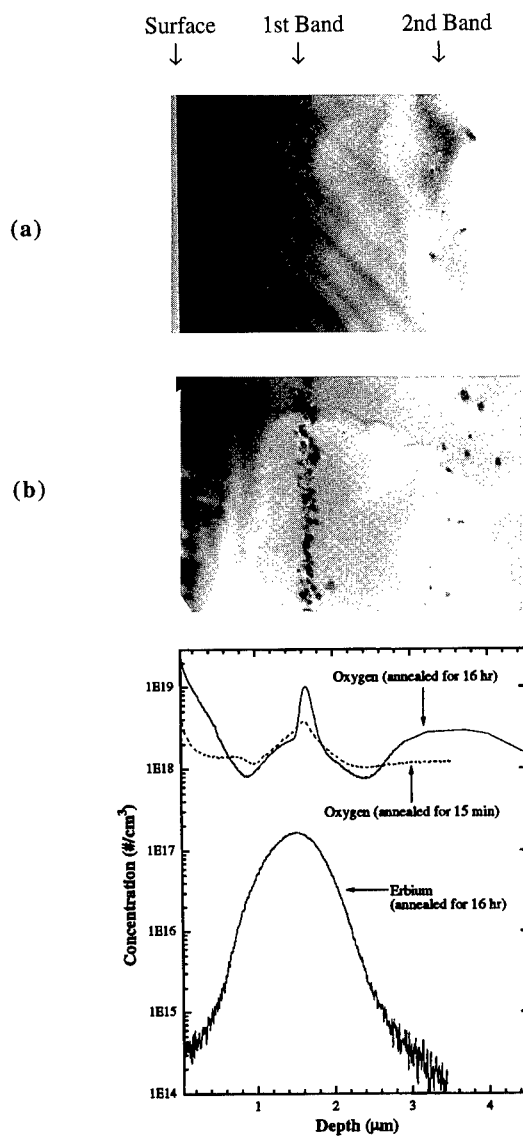 Surface 1st Band 2nd Band
(a)
(b)
1E19
1E18
1E17
1E16
1E15
1E14
Concentration (#/cm³)
Oxygen (annealed for 16 hr)
Oxygen (annealed for 15 min)
Erbium
(annealed for 16 hr)
1 2 3 4
Depth (μm)